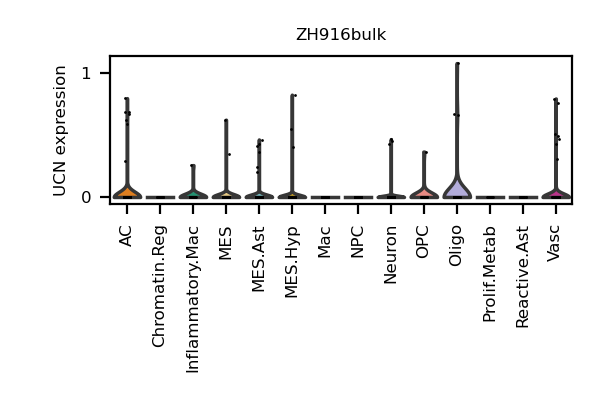 ZH916bulk
UCN expression
1
0
AC
Chromatin.Reg
Inflammatory.Mac
MES
MES.Ast
MES.Hyp
Mac
NPC
Neuron
OPC
Oligo
Prolif.Metab
Reactive.Ast
Vasc